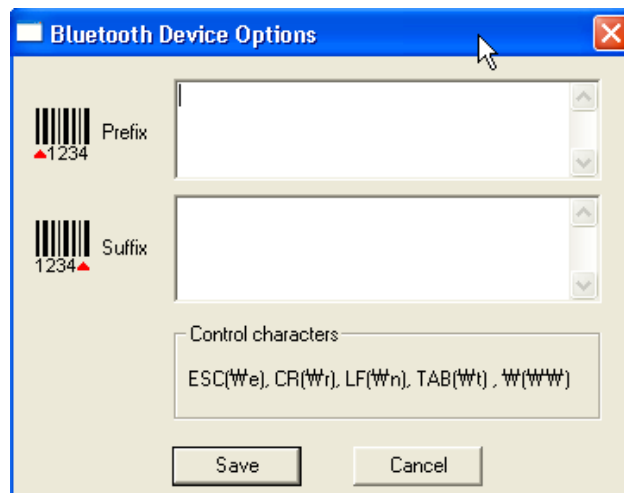 Bluetooth Device Options
Prefix
1234
Suffix
1234
Control characters
ESC(₩e), CR(₩r), LF(₩n), TAB(₩t) , ₩(₩₩)
Save
Cancel